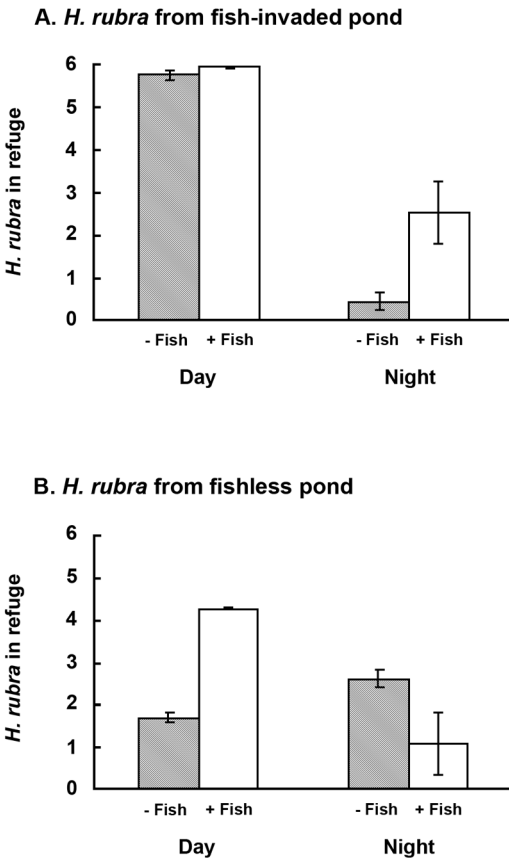 A. H. rubra from fish-invaded pond
H. rubra in refuge
6
5
4
3
2
1
0
- Fish + Fish - Fish + Fish
Day Night
B. H. rubra from fishless pond
H. rubra in refuge
6
5
4
3
2
1
0
- Fish + Fish - Fish + Fish
Day Night